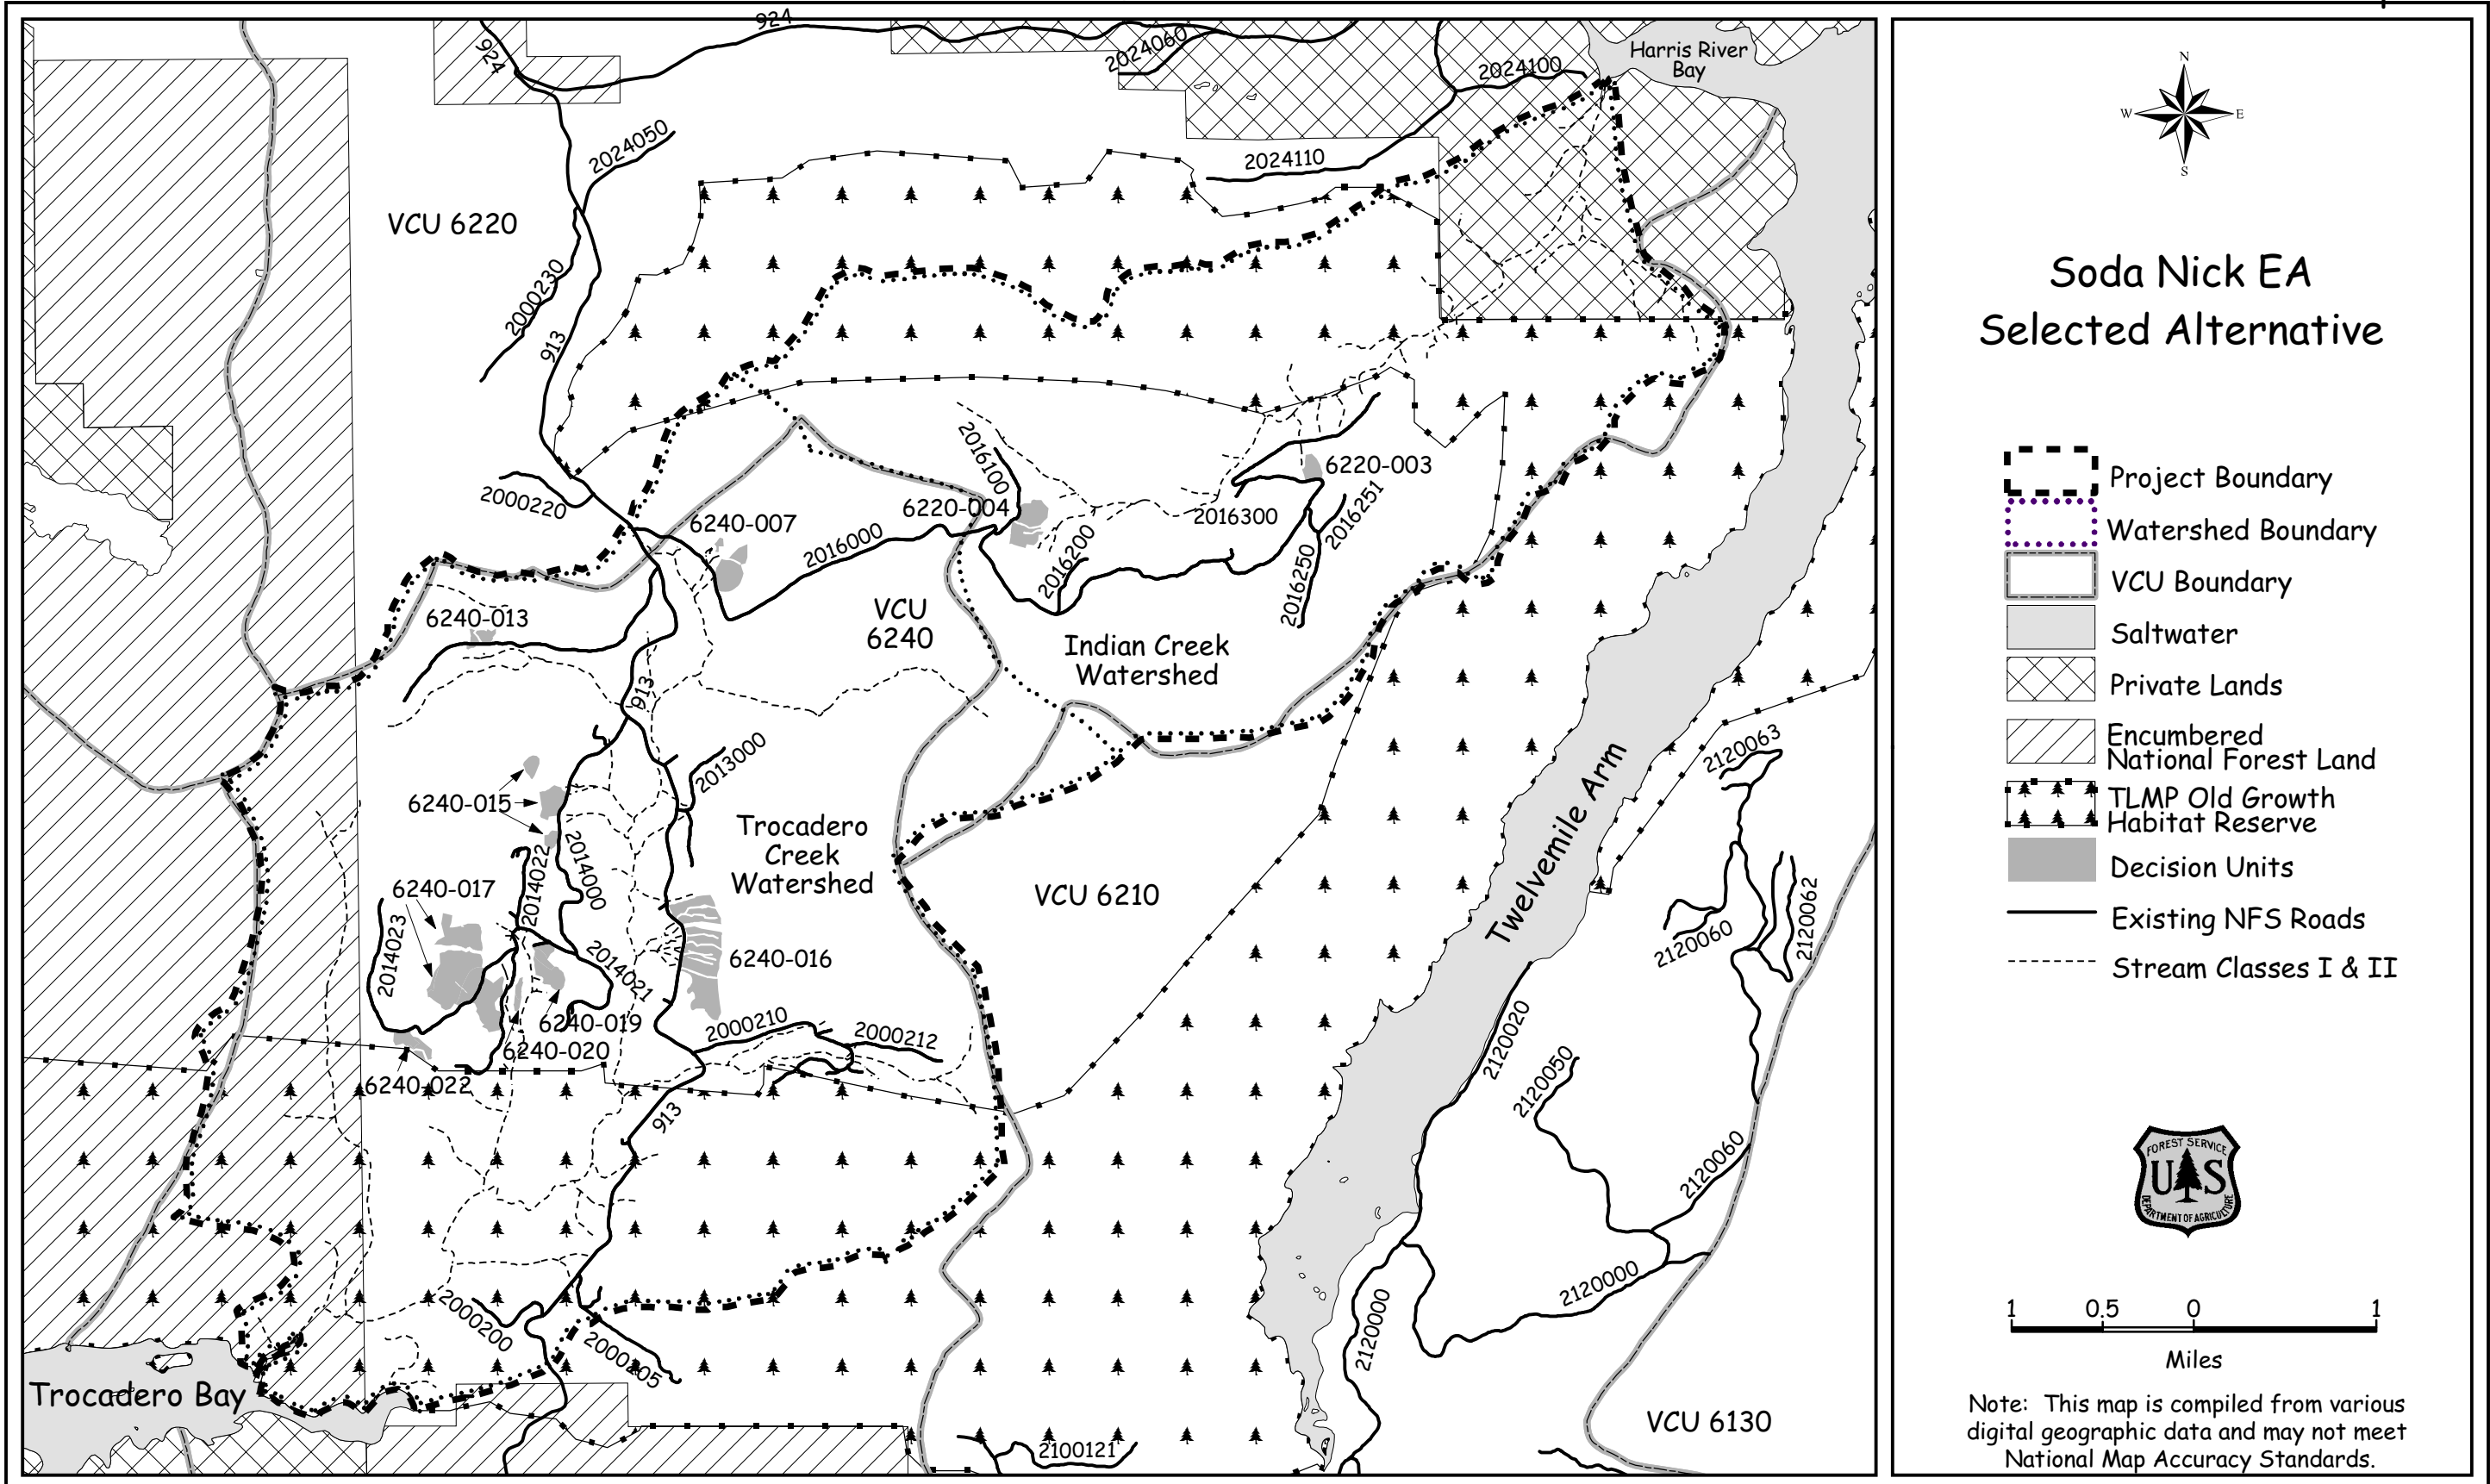 924
924
2024060
Harris River
Bay
2024100
2024050
2024110
VCU 6220
2000230
913
2000220
6240-007
2016000
2016100
6220-004
6220-003
2016300
2016251
2016200
2016250
6240-013
VCU
6240
Indian Creek
Watershed
913
2013000
6240-015
2014022
2014000
Trocadero
Creek
Watershed
VCU 6210
Twelvemile Arm
2120063
2120062
2120060
6240-017
2014023
2014021
6240-016
6240-019
6240-020
6240-022
2000210
2000212
913
2120020
2120050
2120060
2120000
2120000
2000200
2000205
Trocadero Bay
2100121
VCU 6130
N
W E
S
Soda Nick EA
Selected Alternative
Project Boundary
Watershed Boundary
VCU Boundary
Saltwater
Private Lands
Encumbered
National Forest Land
TLMP Old Growth
Habitat Reserve
Decision Units
Existing NFS Roads
Stream Classes I & II
FOREST SERVICE
U S
DEPARTMENT OF AGRICULTURE
1 0.5 0 1
Miles
Note: This map is compiled from various
digital geographic data and may not meet
National Map Accuracy Standards.